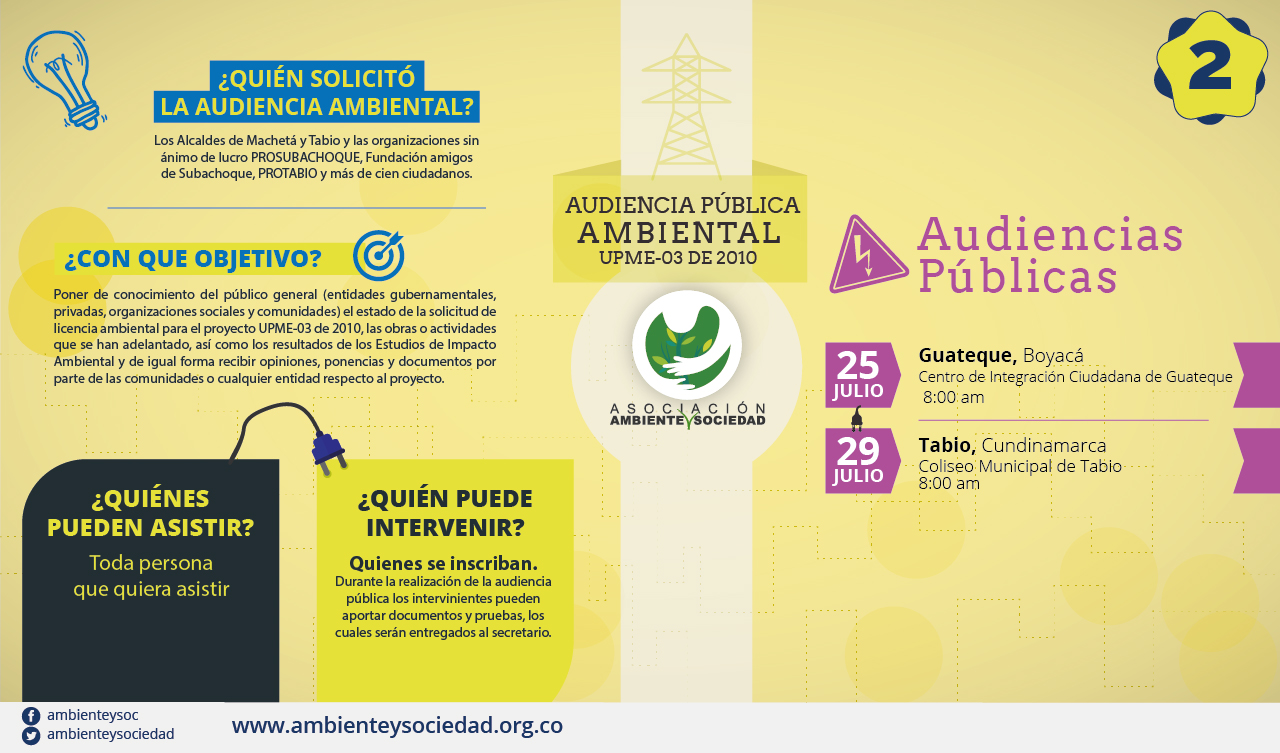 ¿QUIÉN SOLICITÓ
LA AUDIENCIA AMBIENTAL?
Los Alcaldes de Machetá y Tabio y las organizaciones sin
ánimo de lucro PROSUBACHOQUE, Fundación amigos
de Subachoque, PROTABIO y más de cien ciudadanos.
¿CON QUE OBJETIVO?
Poner de conocimiento del público general (entidades gubernamentales,
privadas, organizaciones sociales y comunidades) el estado de la solicitud de
licencia ambiental para el proyecto UPME-03 de 2010, las obras o actividades
que se han adelantado, así como los resultados de los Estudios de Impacto
Ambiental y de igual forma recibir opiniones, ponencias y documentos por
parte de las comunidades o cualquier entidad respecto al proyecto.
¿QUIÉNES
PUEDEN ASISTIR?
Toda persona
que quiera asistir
¿QUIÉN PUEDE
INTERVENIR?
Quienes se inscriban.
Durante la realización de la audiencia
pública los intervinientes pueden
aportar documentos y pruebas, los
cuales serán entregados al secretario.
AUDIENCIA PÚBLICA
AMBIENTAL
UPME-03 DE 2010
ASOCIACIÓN
AMBIENTE Y SOCIEDAD
2
Audiencias
Públicas
25
JULIO
Guateque, Boyacá
Centro de Integración Ciudadana de Guateque
8:00 am
29
JULIO
Tabio, Cundinamarca
Coliseo Municipal de Tabio
8:00 am
ambienteysoc
ambienteysociedad
www.ambienteysociedad.org.co